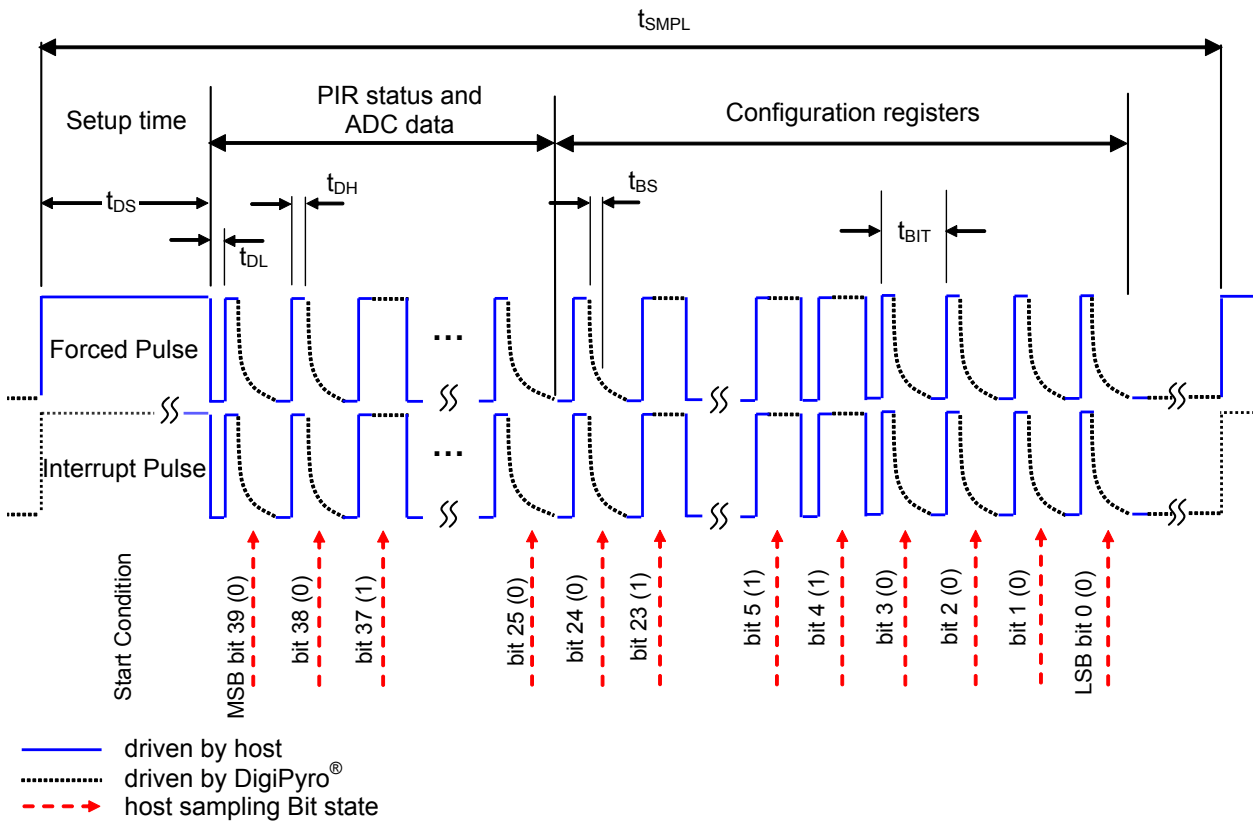 tSMPL
Setup time
PIR status and
ADC data
Configuration registers
tDS
tDH
tBS
tDL
tBIT
Forced Pulse
...
Interrupt Pulse
...
Start Condition
MSB bit 39 (0)
bit 38 (0)
bit 37 (1)
bit 25 (0)
bit 24 (0)
bit 23 (1)
bit 5 (1)
bit 4 (1)
bit 3 (0)
bit 2 (0)
bit 1 (0)
LSB bit 0 (0)
driven by host
driven by DigiPyro®
host sampling Bit state